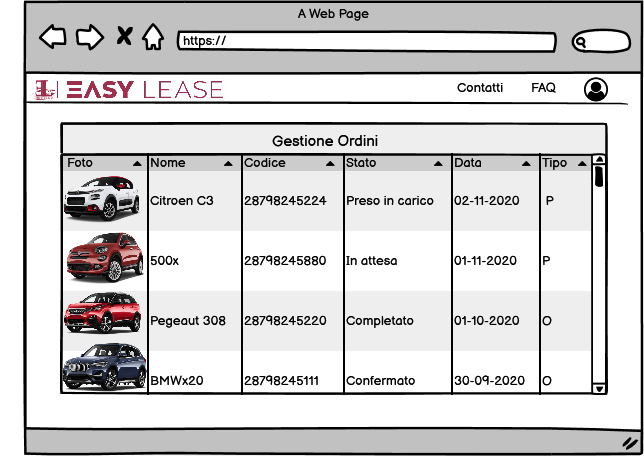 A Web Page
https://
EASY LEASE
Contatti FAQ
Gestione Ordini
Foto Nome Codice Stato Data Tipo
Citroen C3 28798245224 Preso in carico 02-11-2020 P
500x 28798245880 In attesa 01-11-2020 P
Pegeaut 308 28798245220 Completato 01-10-2020 O
BMWx20 28798245111 Confermato 30-09-2020 O